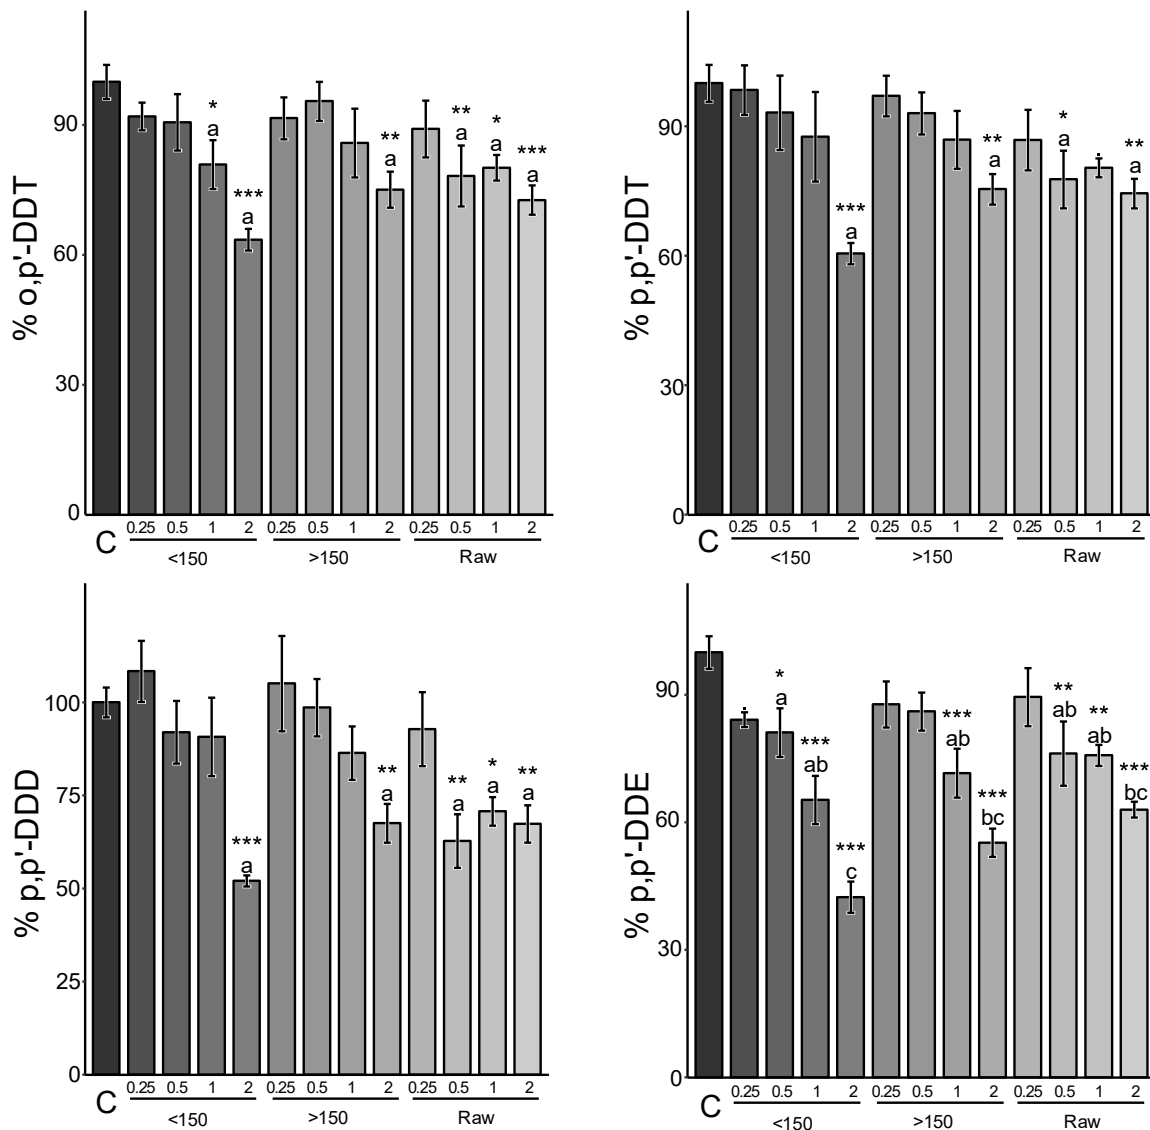 % o,p'-DDT
90
60
30
0
*
a
***
a
**
a
**
a
*
a
***
a
C
0.25 0.5 1 2 0.25 0.5 1 2 0.25 0.5 1 2
<150 >150 Raw
% p,p'-DDT
90
60
30
0
***
a
**
a
*
a
.
**
a
C
0.25 0.5 1 2 0.25 0.5 1 2 0.25 0.5 1 2
<150 >150 Raw
% p,p'-DDD
100
75
50
25
0
***
a
**
a
**
a
*
a
**
a
C
0.25 0.5 1 2 0.25 0.5 1 2 0.25 0.5 1 2
<150 >150 Raw
% p,p'-DDE
90
60
30
0
.
*
a
***
ab
***
c
***
ab
***
bc
**
ab
**
ab
***
bc
C
0.25 0.5 1 2 0.25 0.5 1 2 0.25 0.5 1 2
<150 >150 Raw